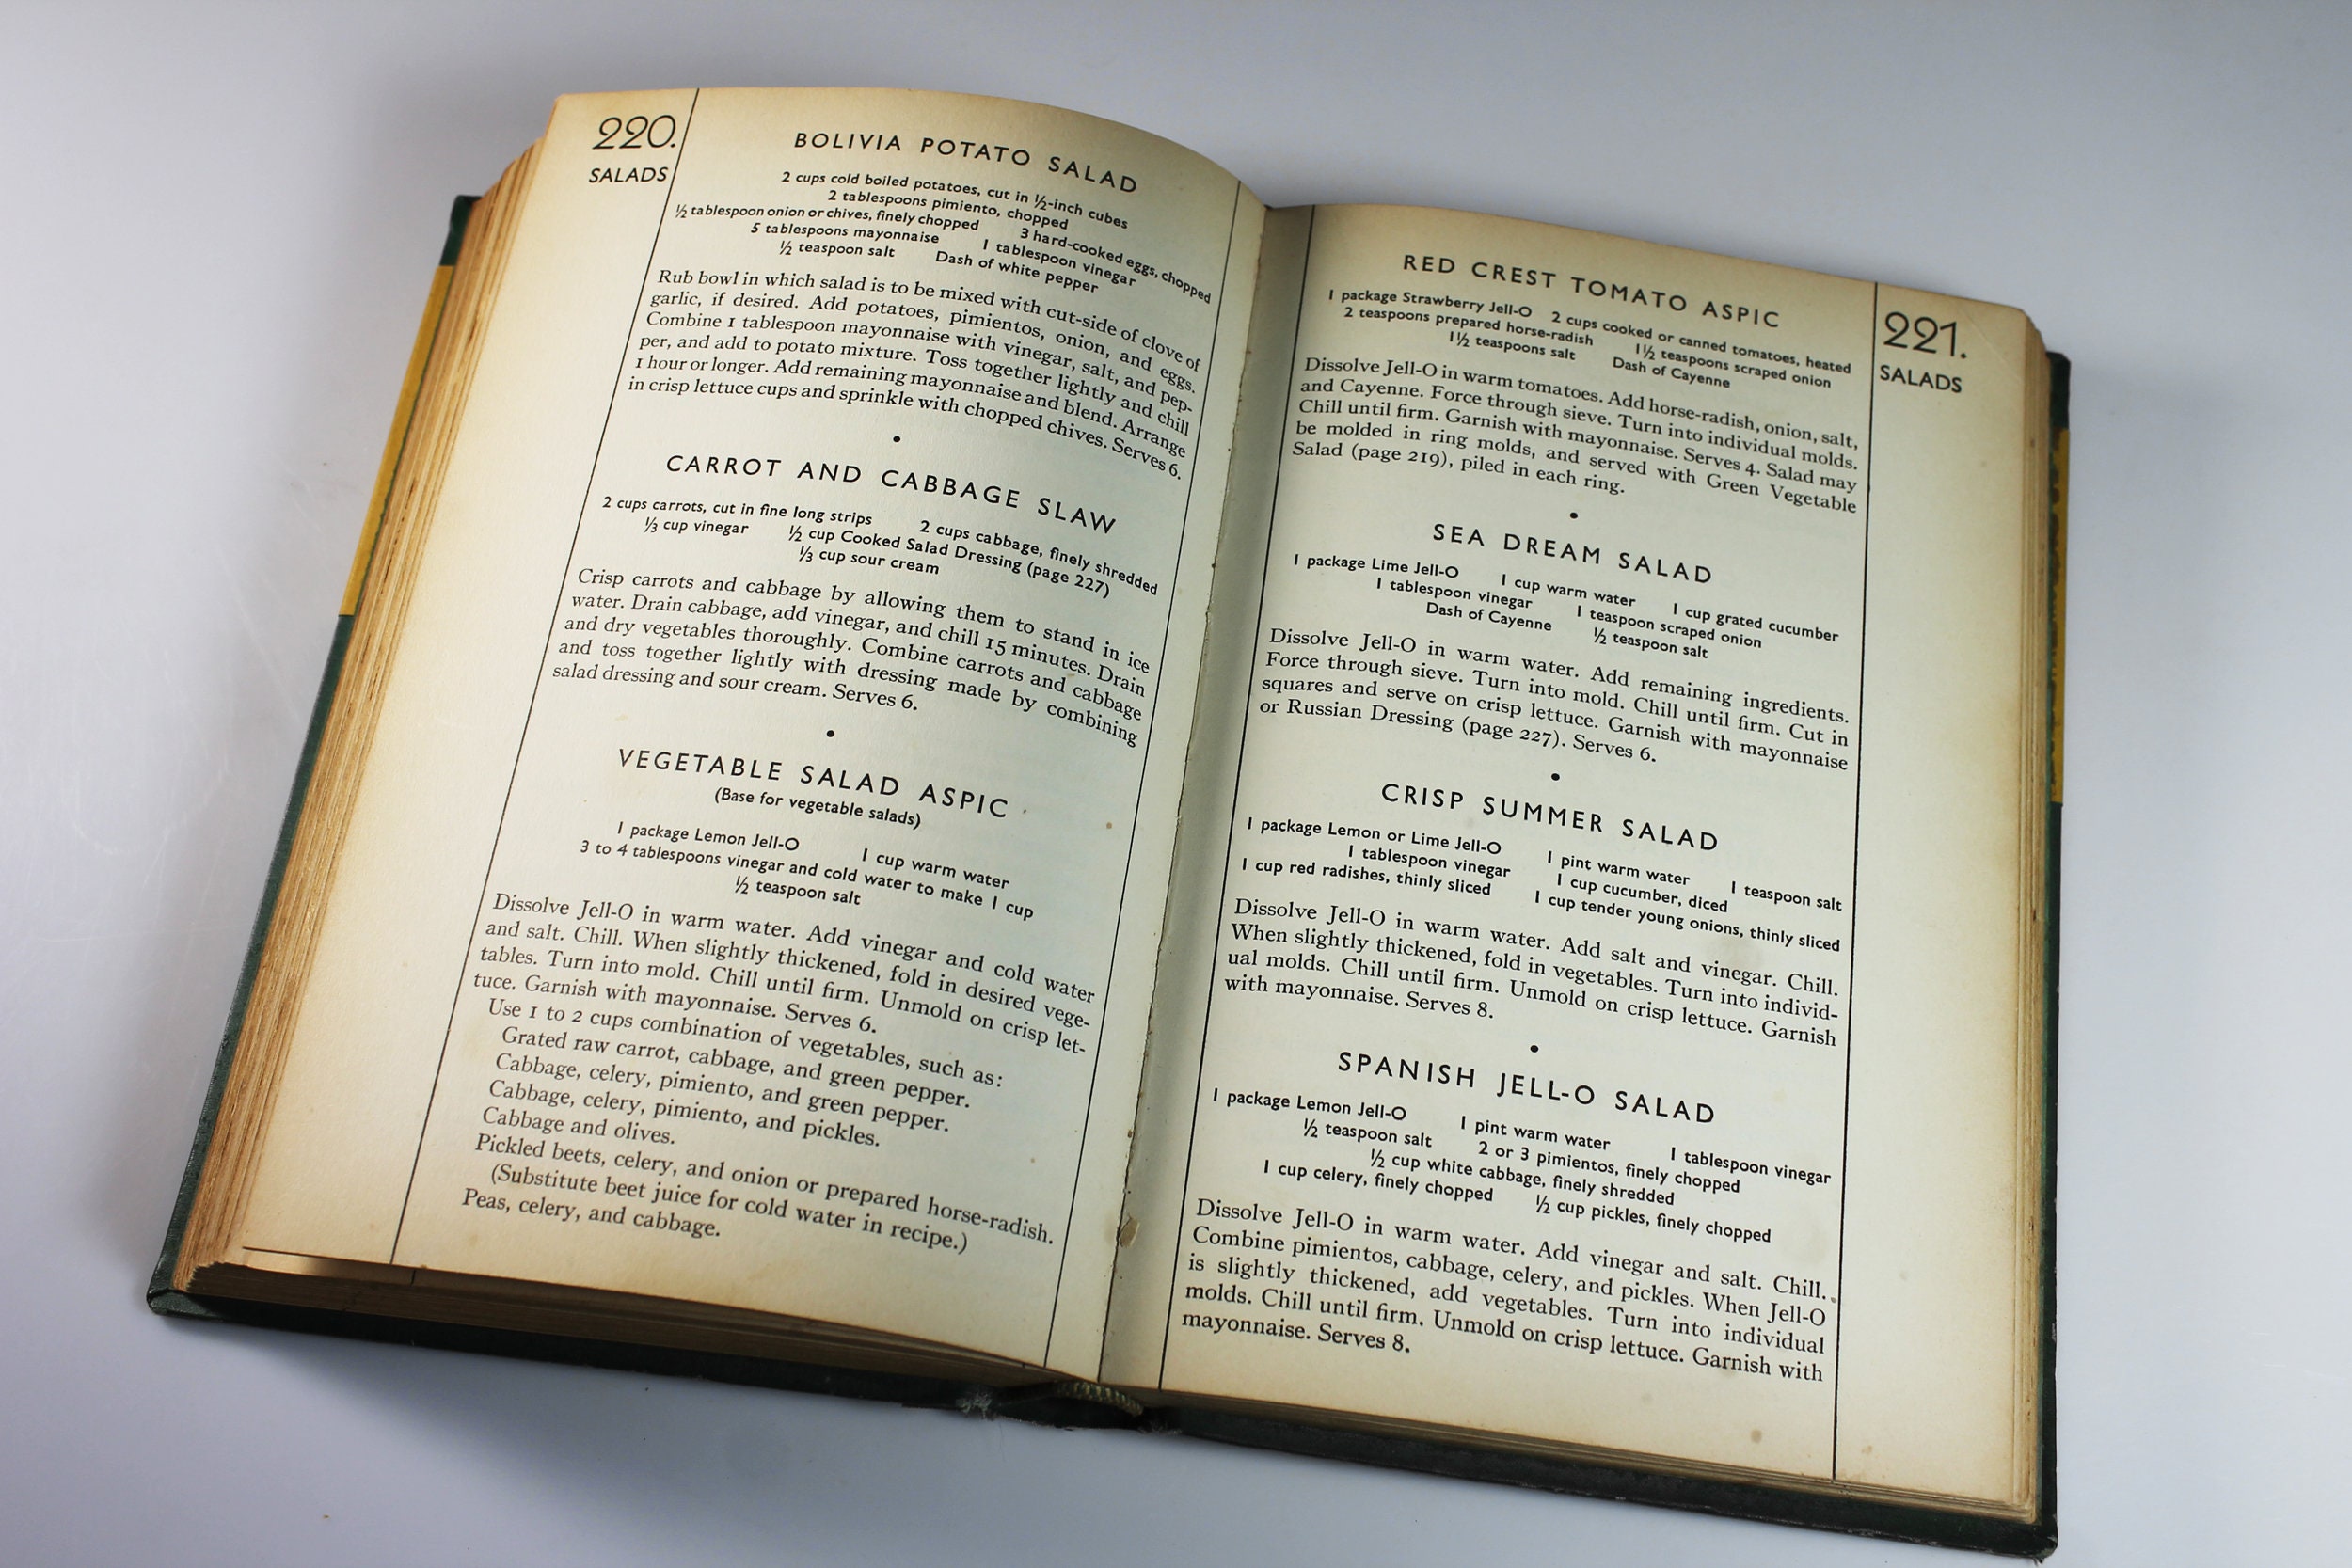 220.
SALADS
BOLIVIA POTATO SALAD
2 cups cold boiled potatoes, cut in ½-inch cubes
2 tablespoons pimiento, chopped
½ tablespoon onion or chives, finely chopped 3 hard-cooked eggs, chopped
5 tablespoons mayonnaise 1 tablespoon vinegar
½ teaspoon salt Dash of white pepper
Rub bowl in which salad is to be mixed with cut-side of clove of
garlic, if desired. Add potatoes, pimientos, onion, and eggs.
Combine 1 tablespoon mayonnaise with vinegar, salt, and pep-
per, and add to potato mixture. Toss together lightly and chill
1 hour or longer. Add remaining mayonnaise and blend. Arrange
in crisp lettuce cups and sprinkle with chopped chives. Serves 6.
•
CARROT AND CABBAGE SLAW
2 cups carrots, cut in fine long strips 2 cups cabbage, finely shredded
⅓ cup vinegar ½ cup Cooked Salad Dressing (page 227)
⅓ cup sour cream
Crisp carrots and cabbage by allowing them to stand in ice
water. Drain cabbage, add vinegar, and chill 15 minutes. Drain
and dry vegetables thoroughly. Combine carrots and cabbage
and toss together lightly with dressing made by combining
salad dressing and sour cream. Serves 6.
•
VEGETABLE SALAD ASPIC
(Base for vegetable salads)
1 package Lemon Jell-O 1 cup warm water
3 to 4 tablespoons vinegar and cold water to make 1 cup
½ teaspoon salt
Dissolve Jell-O in warm water. Add vinegar and cold water
and salt. Chill. When slightly thickened, fold in desired vege-
tables. Turn into mold. Chill until firm. Unmold on crisp let-
tuce. Garnish with mayonnaise. Serves 6.
Use 1 to 2 cups combination of vegetables, such as:
Grated raw carrot, cabbage, and green pepper.
Cabbage, celery, pimiento, and green pepper.
Cabbage, celery, pimiento, and pickles.
Cabbage and olives.
Pickled beets, celery, and onion or prepared horse-radish.
(Substitute beet juice for cold water in recipe.)
Peas, celery, and cabbage.
221.
SALADS
RED CREST TOMATO ASPIC
1 package Strawberry Jell-O 2 cups cooked or canned tomatoes, heated
2 teaspoons prepared horse-radish 1½ teaspoons scraped onion
1½ teaspoons salt Dash of Cayenne
Dissolve Jell-O in warm tomatoes. Add horse-radish, onion, salt,
and Cayenne. Force through sieve. Turn into individual molds.
Chill until firm. Garnish with mayonnaise. Serves 4. Salad may
be molded in ring molds, and served with Green Vegetable
Salad (page 219), piled in each ring.
•
SEA DREAM SALAD
1 package Lime Jell-O 1 cup warm water 1 cup grated cucumber
1 tablespoon vinegar 1 teaspoon scraped onion
Dash of Cayenne ½ teaspoon salt
Dissolve Jell-O in warm water. Add remaining ingredients.
Force through sieve. Turn into mold. Chill until firm. Cut in
squares and serve on crisp lettuce. Garnish with mayonnaise
or Russian Dressing (page 227). Serves 6.
•
CRISP SUMMER SALAD
1 package Lemon or Lime Jell-O 1 pint warm water 1 teaspoon salt
1 tablespoon vinegar 1 cup cucumber, diced
1 cup red radishes, thinly sliced 1 cup tender young onions, thinly sliced
Dissolve Jell-O in warm water. Add salt and vinegar. Chill.
When slightly thickened, fold in vegetables. Turn into individ-
ual molds. Chill until firm. Unmold on crisp lettuce. Garnish
with mayonnaise. Serves 8.
•
SPANISH JELL-O SALAD
1 package Lemon Jell-O 1 pint warm water 1 tablespoon vinegar
½ teaspoon salt 2 or 3 pimientos, finely chopped
½ cup white cabbage, finely shredded
1 cup celery, finely chopped ½ cup pickles, finely chopped
Dissolve Jell-O in warm water. Add vinegar and salt. Chill.
Combine pimientos, cabbage, celery, and pickles. When Jell-O
is slightly thickened, add vegetables. Turn into individual
molds. Chill until firm. Unmold on crisp lettuce. Garnish with
mayonnaise. Serves 8.